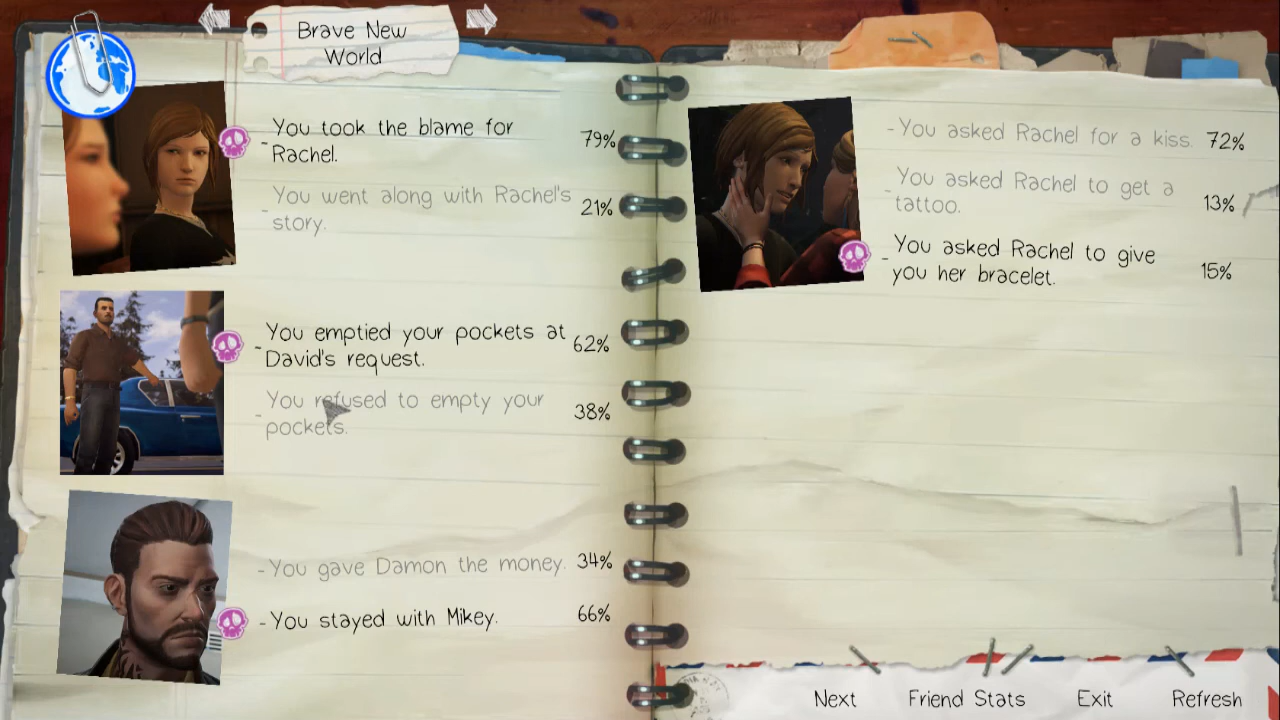 Brave New
World
You took the blame for
Rachel.
79%
You went along with Rachel's
story.
21%
You emptied your pockets at
David's request.
62%
You refused to empty your
pockets.
38%
-You gave Damon the money.
34%
-You stayed with Mikey.
66%
-You asked Rachel for a kiss.
72%
-You asked Rachel to get a
tattoo.
13%
-You asked Rachel to give
you her bracelet.
15%
Next Friend Stats Exit Refresh